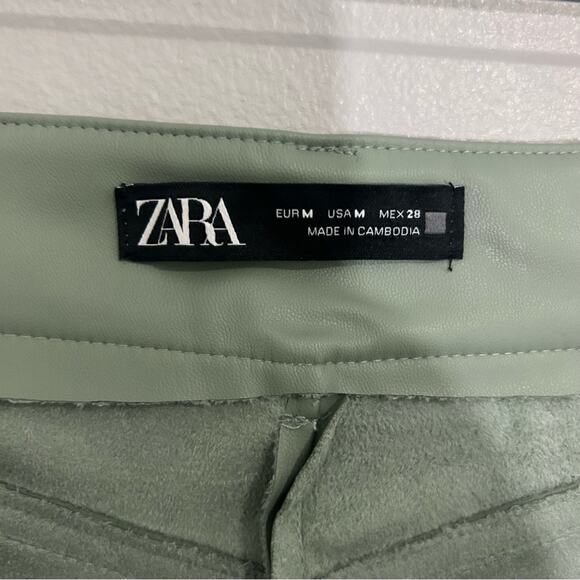 ZARA
EUR M USA M MEX 28
MADE IN CAMBODIA